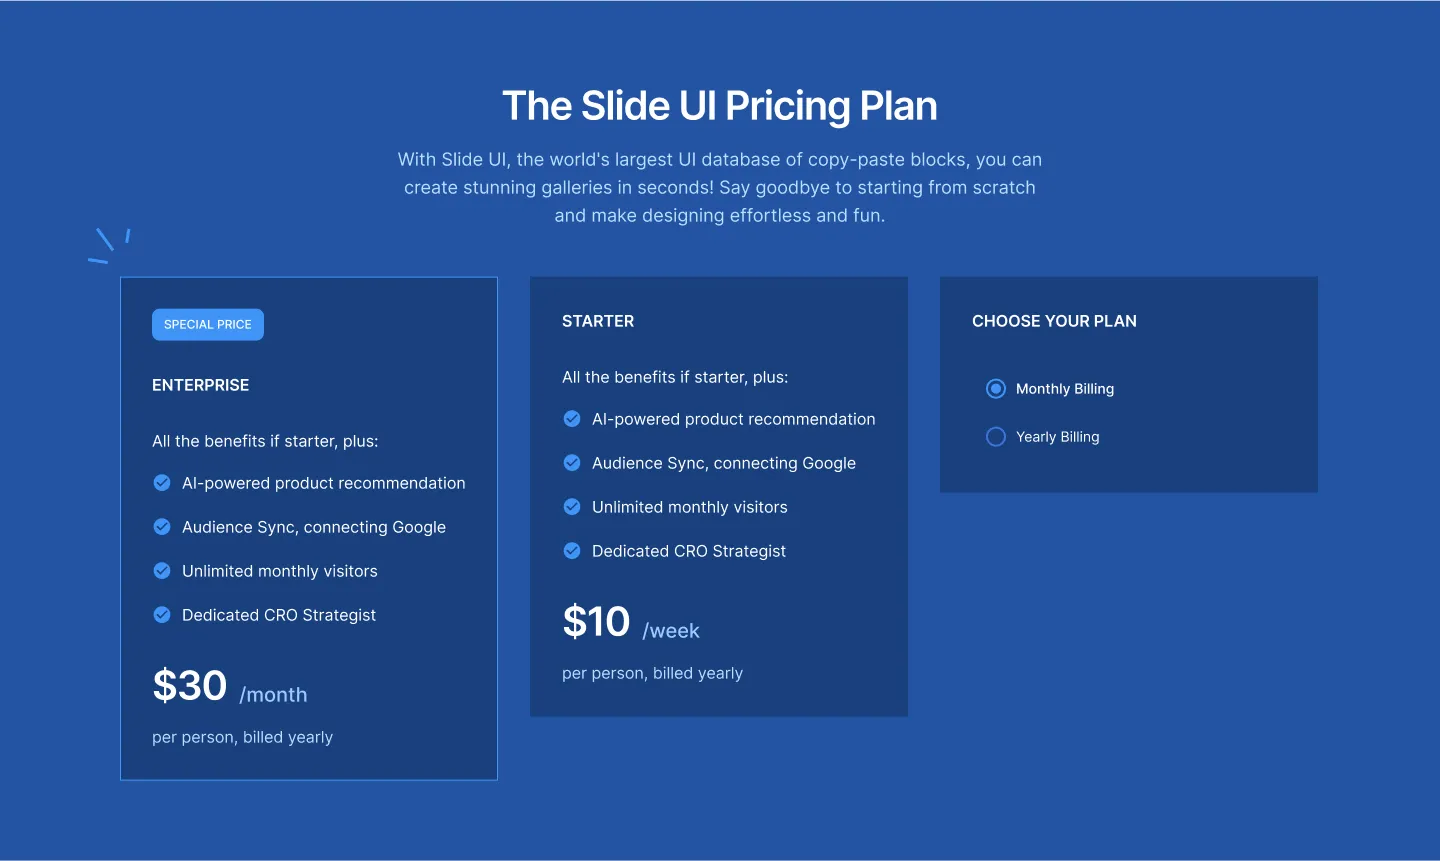 The Slide UI Pricing Plan
With Slide UI, the world's largest UI database of copy-paste blocks, you can
create stunning galleries in seconds! Say goodbye to starting from scratch
and make designing effortless and fun.
SPECIAL PRICE
ENTERPRISE
All the benefits if starter, plus:
AI-powered product recommendation
Audience Sync, connecting Google
Unlimited monthly visitors
Dedicated CRO Strategist
$30 /month
per person, billed yearly
STARTER
All the benefits if starter, plus:
AI-powered product recommendation
Audience Sync, connecting Google
Unlimited monthly visitors
Dedicated CRO Strategist
$10 /week
per person, billed yearly
CHOOSE YOUR PLAN
Monthly Billing
Yearly Billing